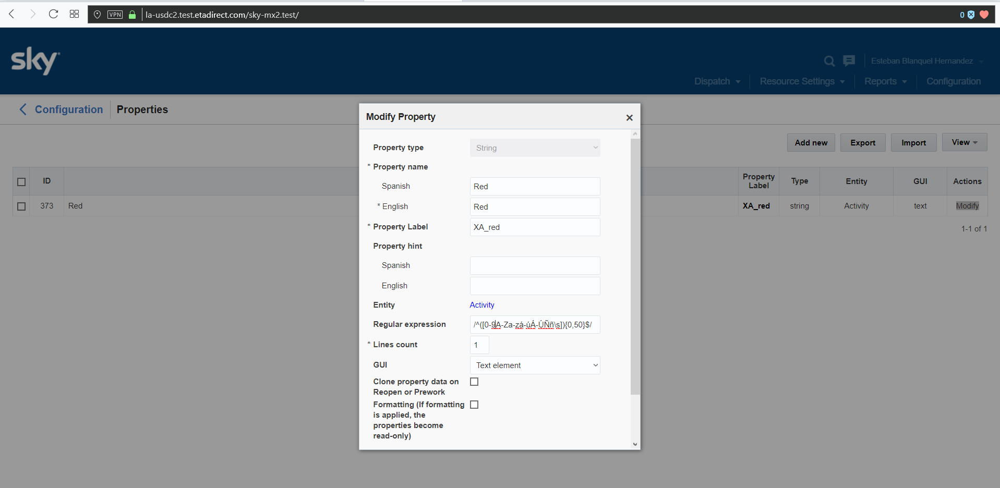 VPN la-usdc2.test.etadirect.com/sky-mx2.test/ 0
sky
Esteban Blanquel Hernandez
Dispatch Resource Settings Reports Configuration
Configuration Properties
Add new Export Import View
ID Property Label Type Entity GUI Actions
373 Red XA_red string Activity text Modify
1-1 of 1
Modify Property
Property type String
* Property name
Spanish Red
* English Red
* Property Label XA_red
Property hint
Spanish
English
Entity Activity
Regular expression /^([0-9A-Za-zá-úÁ-ÚÑñ\s]){0,50}$/
* Lines count 1
GUI Text element
Clone property data on
Reopen or Prework
Formatting (If formatting
is applied, the
properties become
read-only)